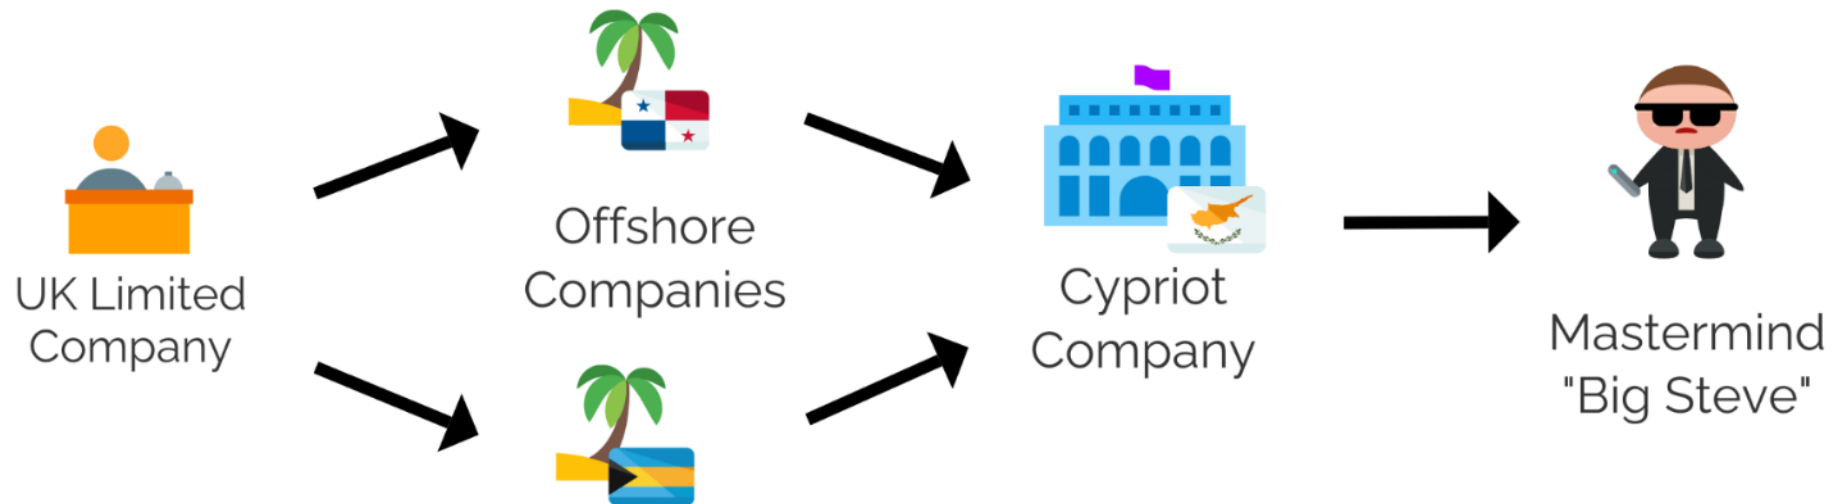 UK Limited
Company
Offshore
Companies
Cypriot
Company
Mastermind
"Big Steve"